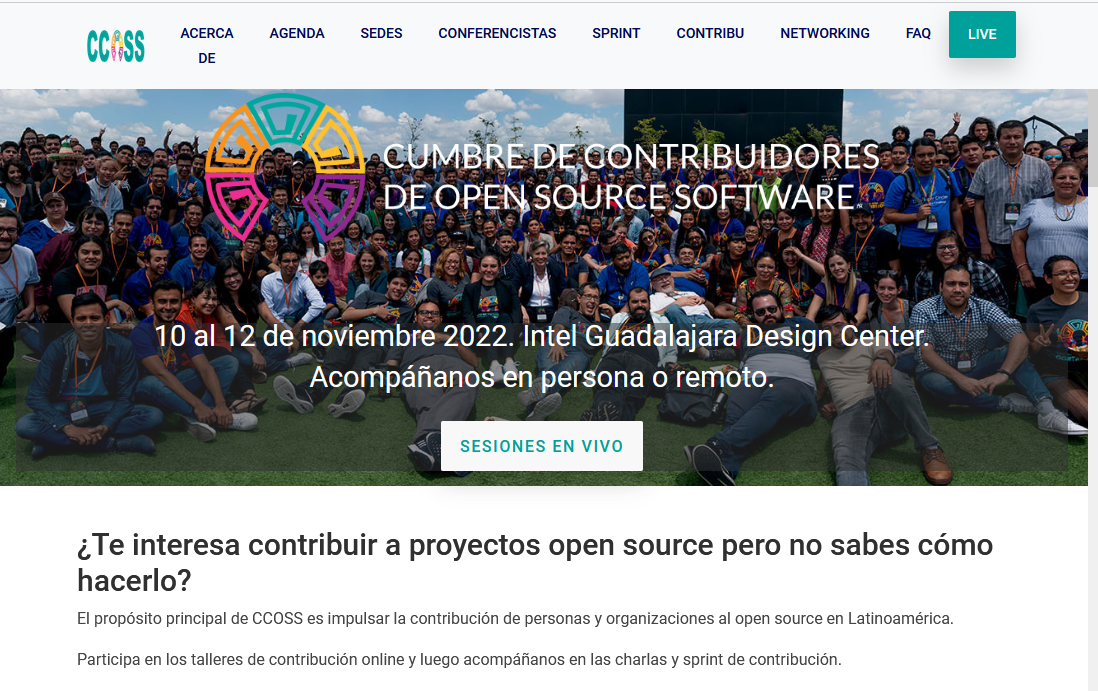 CCOSS
ACERCA DE
AGENDA
SEDES
CONFERENCISTAS
SPRINT
CONTRIBU
NETWORKING
FAQ
LIVE
CUMBRE DE CONTRIBUIDORES
DE OPEN SOURCE SOFTWARE
10 al 12 de noviembre 2022. Intel Guadalajara Design Center.
Acompáñanos en persona o remoto.
SESIONES EN VIVO
¿Te interesa contribuir a proyectos open source pero no sabes cómo
hacerlo?
El propósito principal de CCOSS es impulsar la contribución de personas y organizaciones al open source en Latinoamérica.
Participa en los talleres de contribución online y luego acompáñanos en las charlas y sprint de contribución.